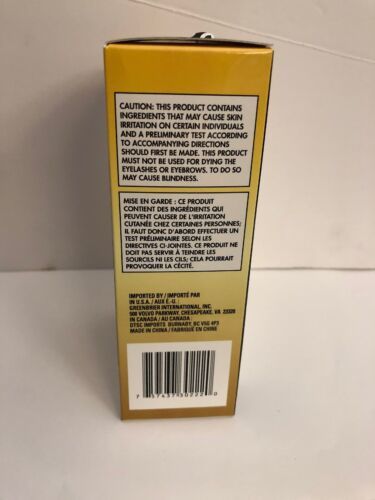 CAUTION: THIS PRODUCT CONTAINS
INGREDIENTS THAT MAY CAUSE SKIN
IRRITATION ON CERTAIN INDIVIDUALS
AND A PRELIMINARY TEST ACCORDING
TO ACCOMPANYING DIRECTIONS
SHOULD FIRST BE MADE. THIS PRODUCT
MUST NOT BE USED FOR DYING THE
EYELASHES OR EYEBROWS. TO DO SO
MAY CAUSE BLINDNESS.
MISE EN GARDE : CE PRODUIT
CONTIENT DES INGRÉDIENTS QUI
PEUVENT CAUSER DE L'IRRITATION
CUTANÉE CHEZ CERTAINES PERSONNES;
IL FAUT DONC D'ABORD EFFECTUER UN
TEST PRÉLIMINAIRE SELON LES
DIRECTIVES CI-JOINTES. CE PRODUIT NE
DOIT PAS SERVIR À TEINDRE LES
SOURCILS NI LES CILS; CELA POURRAIT
PROVOQUER LA CÉCITÉ.
IMPORTED BY / IMPORTÉ PAR
IN U.S.A. / AUX É.-U. :
GREENBRIER INTERNATIONAL, INC.
500 VOLVO PARKWAY, CHESAPEAKE, VA 23320
IN CANADA / AU CANADA :
DTSC IMPORTS BURNABY, BC V5G 4P3
MADE IN CHINA / FABRIQUÉ EN CHINE
7 57437 50222 0